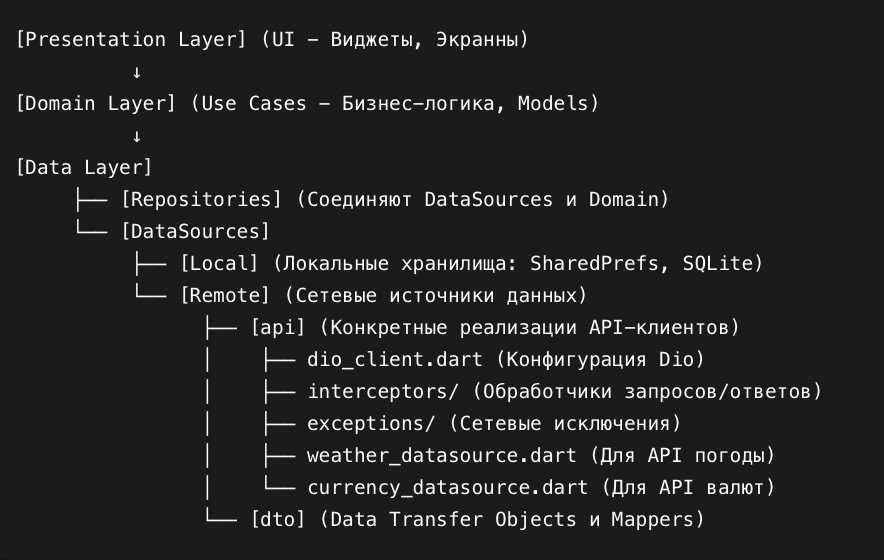 [Presentation Layer] (UI – Виджеты, Экранны)
↓
[Domain Layer] (Use Cases – Бизнес-логика, Models)
↓
[Data Layer]
├── [Repositories] (Соединяют DataSources и Domain)
└── [DataSources]
├── [Local] (Локальные хранилища: SharedPrefs, SQLite)
└── [Remote] (Сетевые источники данных)
├── [api] (Конкретные реализации API-клиентов)
│ ├── dio_client.dart (Конфигурация Dio)
│ ├── interceptors/ (Обработчики запросов/ответов)
│ ├── exceptions/ (Сетевые исключения)
│ ├── weather_datasource.dart (Для API погоды)
│ └── currency_datasource.dart (Для API валют)
└── [dto] (Data Transfer Objects и Mappers)